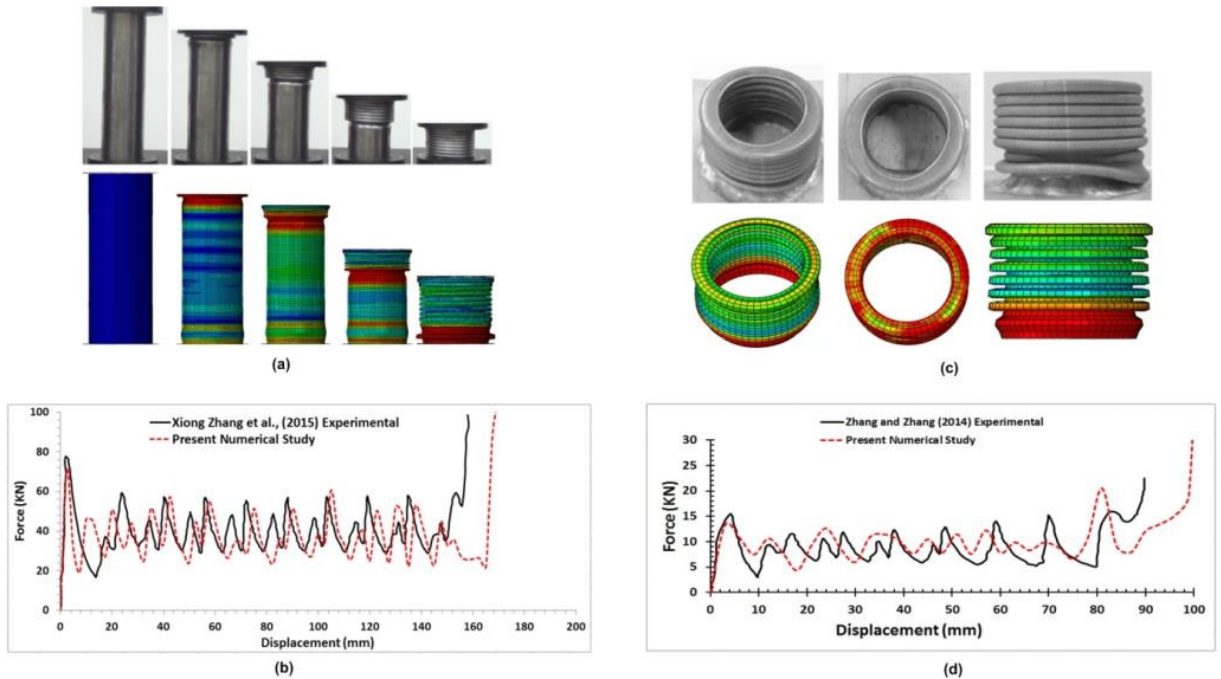 (a)
(c)
100
80
60
40
20
0
Force (KN)
Xiong Zhang et al., (2015) Experimental
Present Numerical Study
0 20 40 60 80 100 120 140 160 180 200
Displacement (mm)
(b)
30
25
20
15
10
5
0
Force (KN)
Zhang and Zhang (2014) Experimental
Present Numerical Study
0 10 20 30 40 50 60 70 80 90 100
Displacement (mm)
(d)